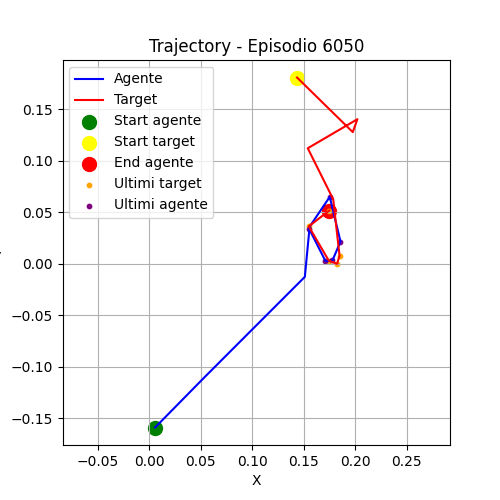 Trajectory - Episodio 6050
Agente
Target
Start agente
Start target
End agente
Ultimi target
Ultimi agente
0.15
0.10
0.05
0.00
−0.05
−0.10
−0.15
−0.05
0.00
0.05
0.10
0.15
0.20
0.25
X